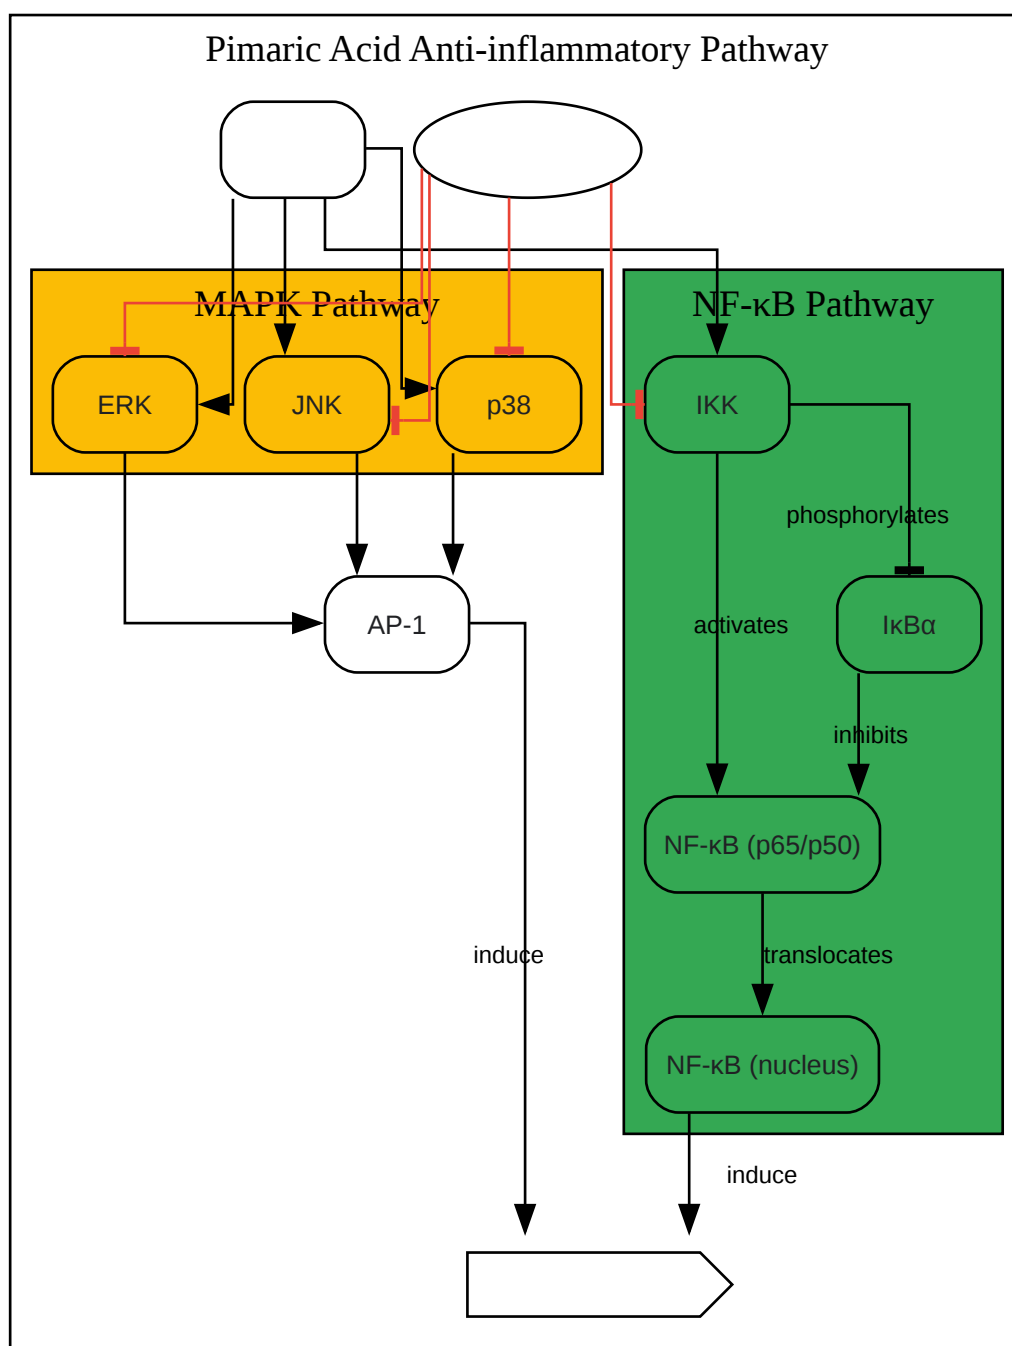 Pimaric Acid Anti-inflammatory Pathway
MAPK Pathway
NF-κB Pathway
ERK
JNK
p38
IKK
phosphorylates
AP-1
activates
IκBα
inhibits
NF-κB (p65/p50)
induce
translocates
NF-κB (nucleus)
induce